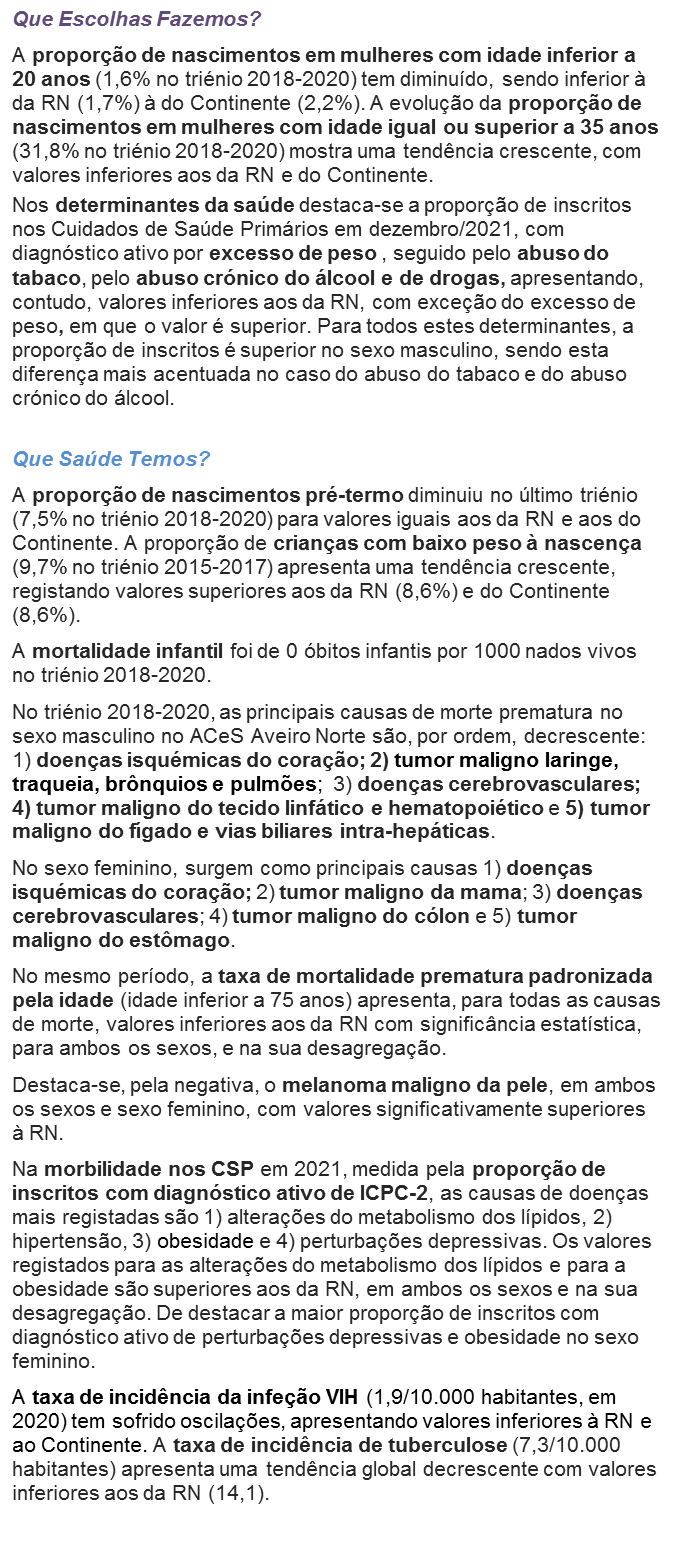 Que Escolhas Fazemos?
A proporção de nascimentos em mulheres com idade inferior a
20 anos (1,6% no triénio 2018-2020) tem diminuído, sendo inferior à
da RN (1,7%) à do Continente (2,2%). A evolução da proporção de
nascimentos em mulheres com idade igual ou superior a 35 anos
(31,8% no triénio 2018-2020) mostra uma tendência crescente, com
valores inferiores aos da RN e do Continente.
Nos determinantes da saúde destaca-se a proporção de inscritos
nos Cuidados de Saúde Primários em dezembro/2021, com
diagnóstico ativo por excesso de peso , seguido pelo abuso do
tabaco, pelo abuso crónico do álcool e de drogas, apresentando,
contudo, valores inferiores aos da RN, com exceção do excesso de
peso, em que o valor é superior. Para todos estes determinantes, a
proporção de inscritos é superior no sexo masculino, sendo esta
diferença mais acentuada no caso do abuso do tabaco e do abuso
crónico do álcool.
Que Saúde Temos?
A proporção de nascimentos pré-termo diminuiu no último triénio
(7,5% no triénio 2018-2020) para valores iguais aos da RN e aos do
Continente. A proporção de crianças com baixo peso à nascença
(9,7% no triénio 2015-2017) apresenta uma tendência crescente,
registando valores superiores aos da RN (8,6%) e do Continente
(8,6%).
A mortalidade infantil foi de 0 óbitos infantis por 1000 nados vivos
no triénio 2018-2020.
No triénio 2018-2020, as principais causas de morte prematura no
sexo masculino no ACeS Aveiro Norte são, por ordem, decrescente:
1) doenças isquémicas do coração; 2) tumor maligno laringe,
traqueia, brônquios e pulmões; 3) doenças cerebrovasculares;
4) tumor maligno do tecido linfático e hematopoiético e 5) tumor
maligno do fígado e vias biliares intra-hepáticas.
No sexo feminino, surgem como principais causas 1) doenças
isquémicas do coração; 2) tumor maligno da mama; 3) doenças
cerebrovasculares; 4) tumor maligno do cólon e 5) tumor
maligno do estômago.
No mesmo período, a taxa de mortalidade prematura padronizada
pela idade (idade inferior a 75 anos) apresenta, para todas as causas
de morte, valores inferiores aos da RN com significância estatística,
para ambos os sexos, e na sua desagregação.
Destaca-se, pela negativa, o melanoma maligno da pele, em ambos
os sexos e sexo feminino, com valores significativamente superiores
à RN.
Na morbilidade nos CSP em 2021, medida pela proporção de
inscritos com diagnóstico ativo de ICPC-2, as causas de doenças
mais registadas são 1) alterações do metabolismo dos lípidos, 2)
hipertensão, 3) obesidade e 4) perturbações depressivas. Os valores
registados para as alterações do metabolismo dos lípidos e para a
obesidade são superiores aos da RN, em ambos os sexos e na sua
desagregação. De destacar a maior proporção de inscritos com
diagnóstico ativo de perturbações depressivas e obesidade no sexo
feminino.
A taxa de incidência da infeção VIH (1,9/10.000 habitantes, em
2020) tem sofrido oscilações, apresentando valores inferiores à RN e
ao Continente. A taxa de incidência de tuberculose (7,3/10.000
habitantes) apresenta uma tendência global decrescente com valores
inferiores aos da RN (14,1).